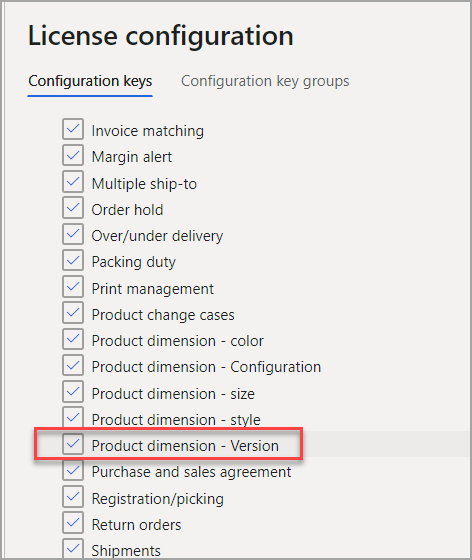 License configuration
Configuration keys Configuration key groups
Invoice matching
Margin alert
Multiple ship-to
Order hold
Over/under delivery
Packing duty
Print management
Product change cases
Product dimension - color
Product dimension - Configuration
Product dimension - size
Product dimension - style
Product dimension - Version
Purchase and sales agreement
Registration/picking
Return orders
Shipments